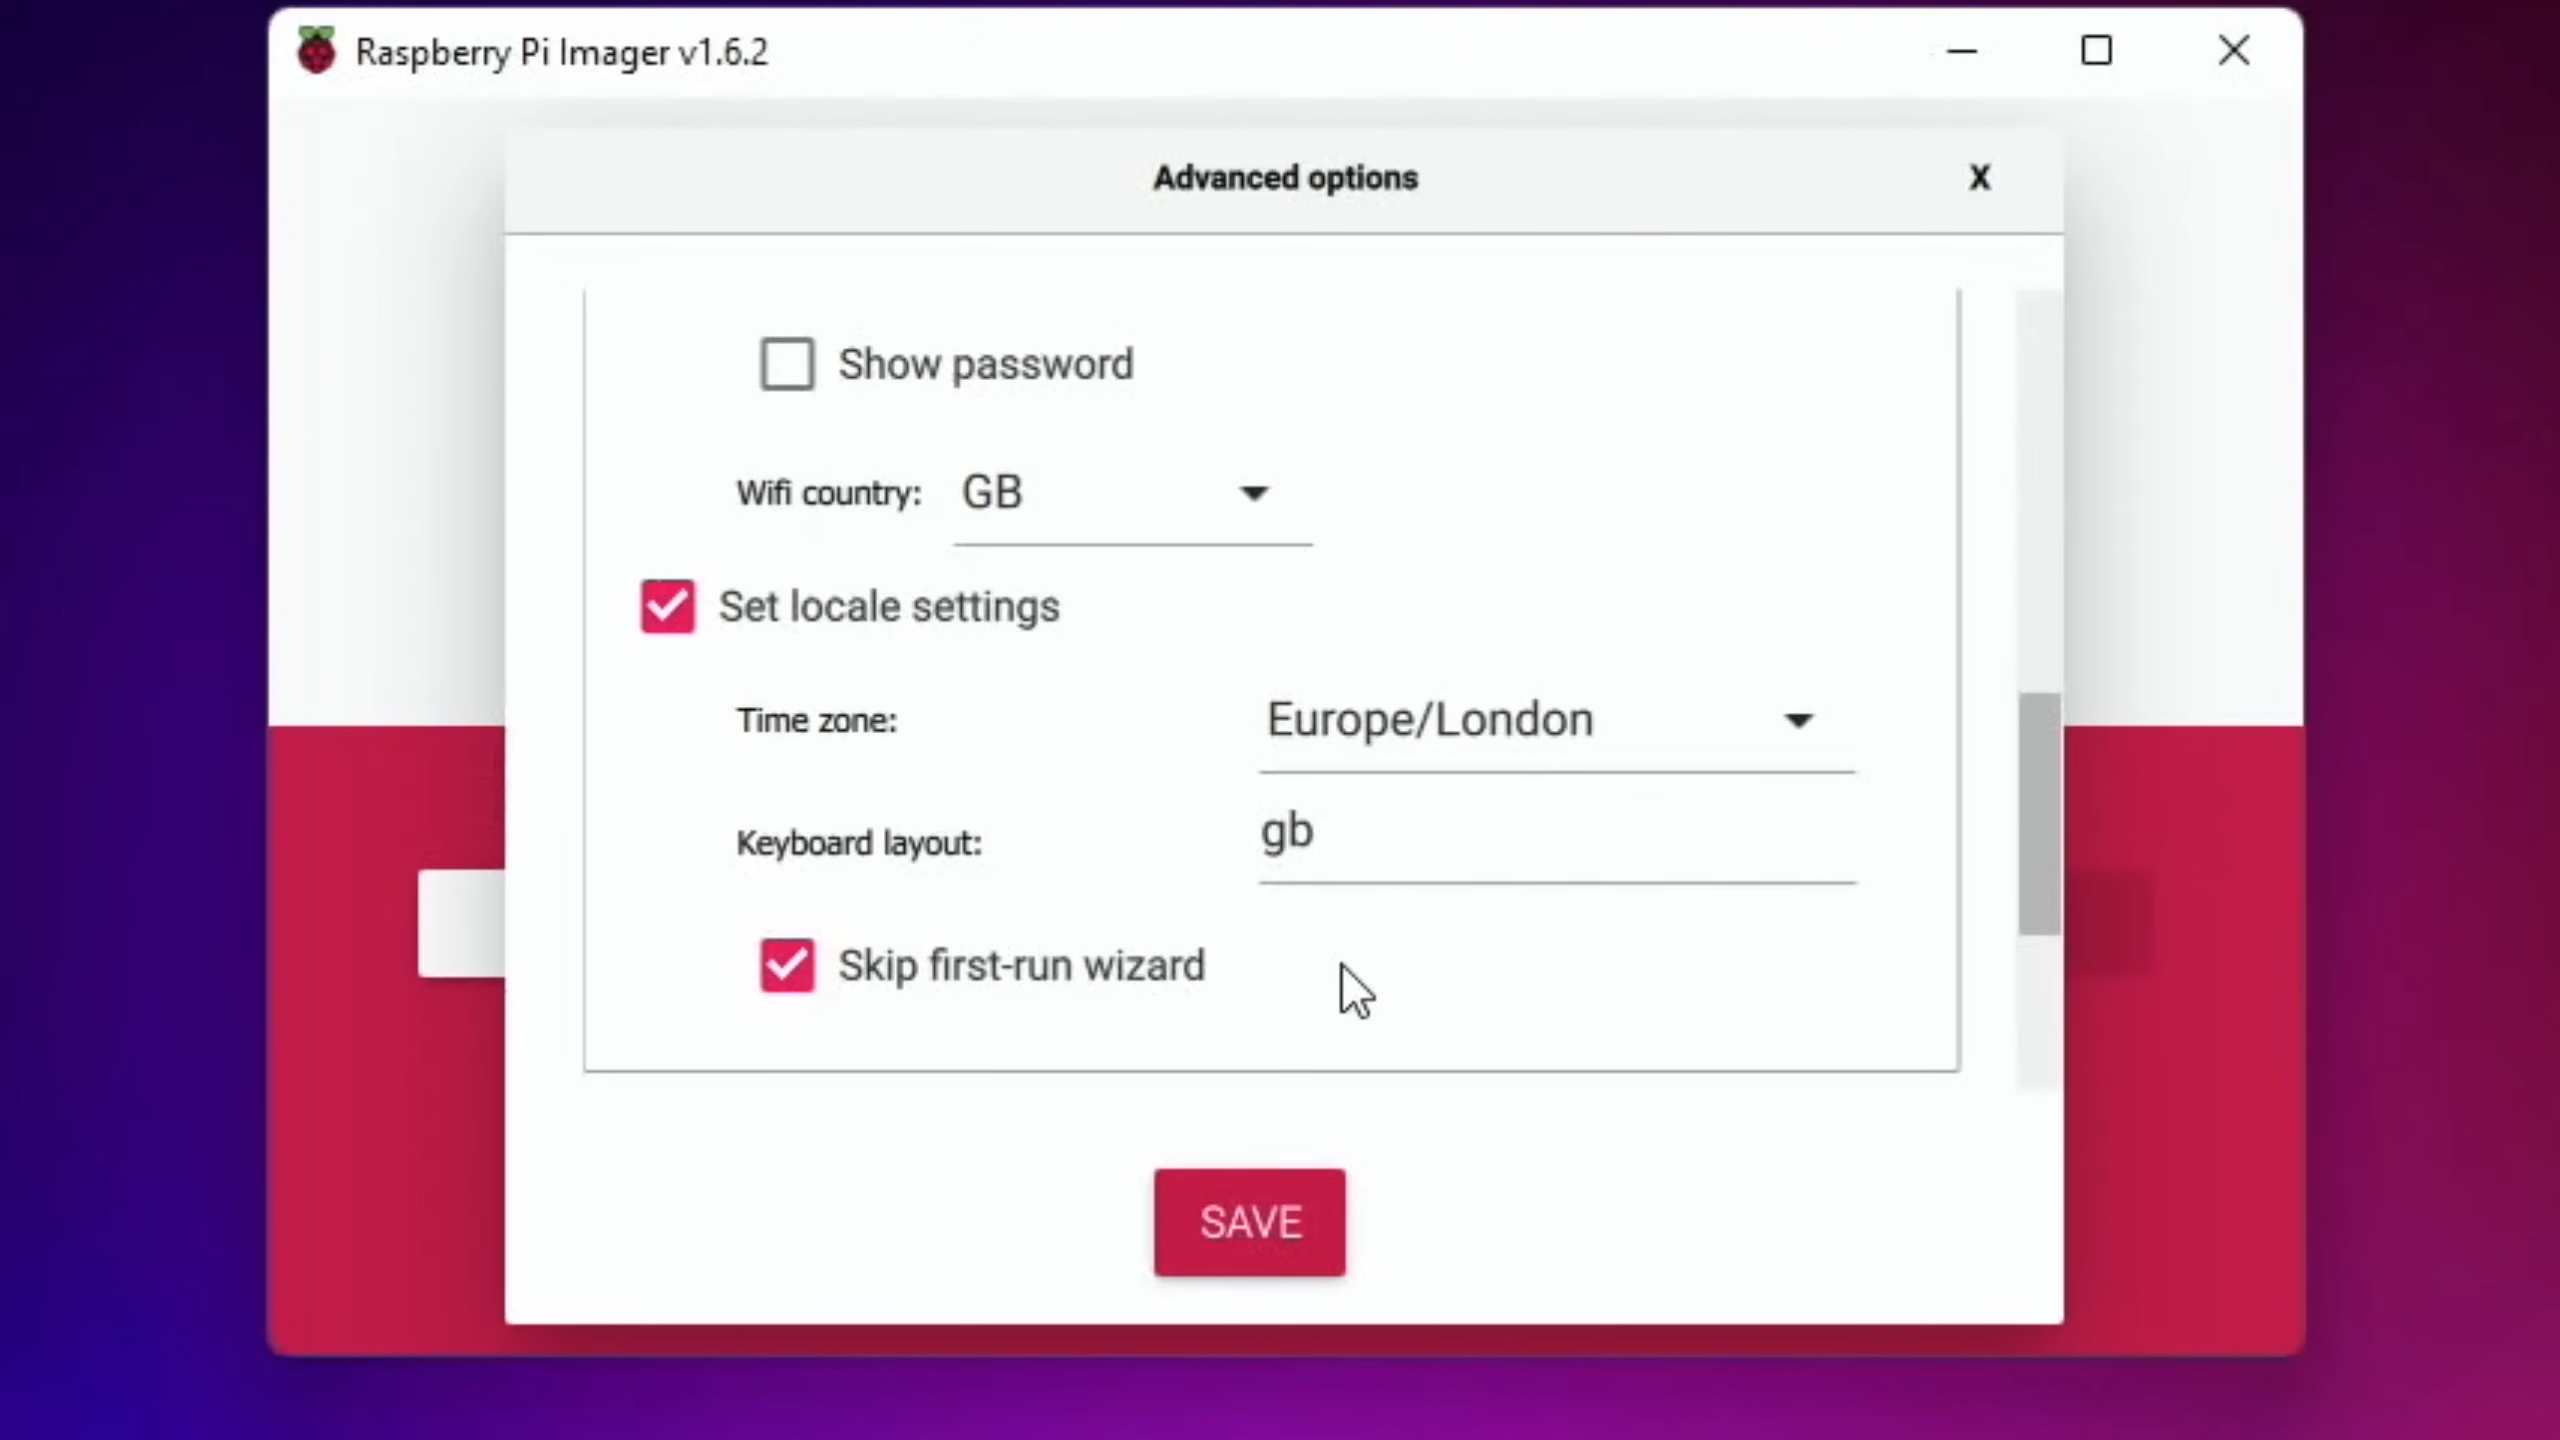 Raspberry Pi Imager v1.6.2
Advanced options
X
Show password
Wifi country: GB
Set locale settings
Time zone: Europe/London
Keyboard layout: gb
Skip first-run wizard
SAVE